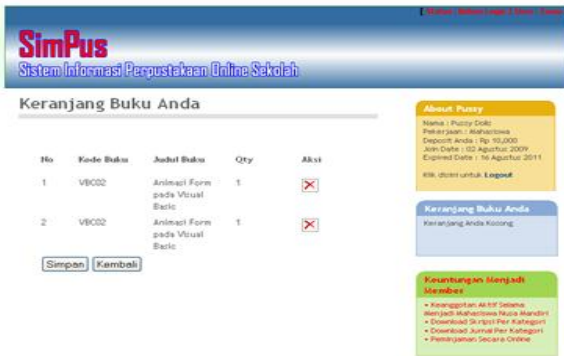 SimPus
Sistem Informasi Perpustakaan Online Sekolah
Keranjang Buku Anda
No Kode Buku Judul Buku Qty Aksi
1 VBC02 Animasi Form 1
pada Visual
Basic
2 VBC02 Animasi Form 1
pada Visual
Basic
Simpan Kembali
About Pussy
Nama : Pussy Dolo
Pekerjaan : Mahasiswa
Deposit Anda : Rp 10,000
Join Date : 02 Agustus 2009
Expired Date : 16 Agustus 2011
Klik disini untuk Logout
Keranjang Buku Anda
Keranjang Anda Kosong
Keuntungan Menjadi
Member
• Keanggotan Aktif Selama
Menjadi Mahasiswa Nusa Mandiri
• Download Skripsi Per Kategori
• Download Jurnal Per Kategori
• Peminjaman Secara Online